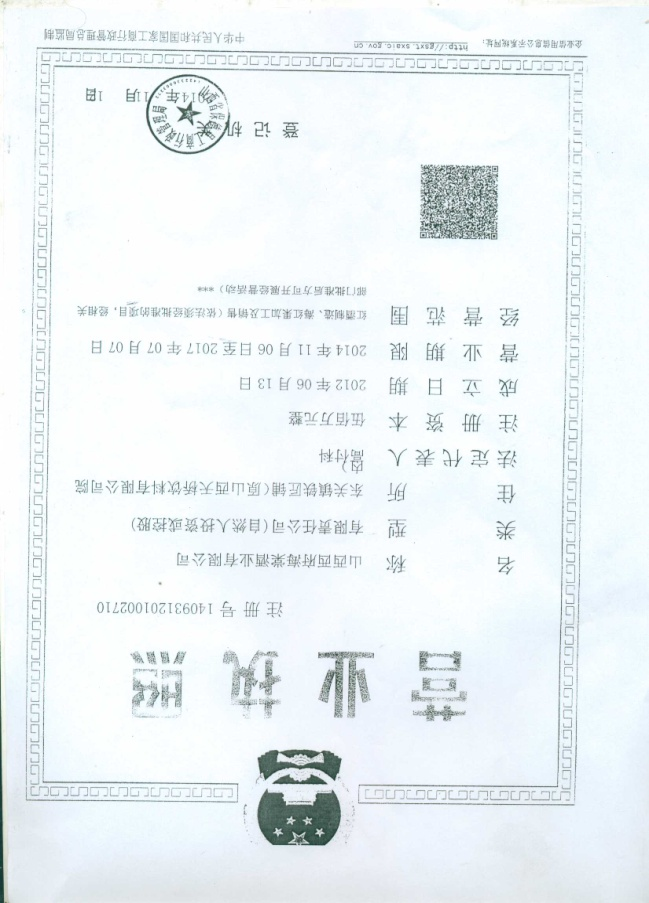 营业执照
注册号 140931201002710
名称 山西西府海棠酒业有限公司
类型 有限责任公司(自然人投资或控股)
住所 东关镇铁匠铺(原山西天桥饮料有限公司院
内)
法定代表人 高付科
注册资本 伍佰万元整
成立日期 2012年06月13日
营业期限 2014年11月06日至2017年07月07日
经营范围 红酒制造、海红果加工及销售(依法须经批准的项目,经相关
部门批准后方可开展经营活动)***
登记机关
2014年11月 日
企业信用信息公示系统网址: http://gsxt.sxaic.gov.cn
中华人民共和国国家工商行政管理总局监制